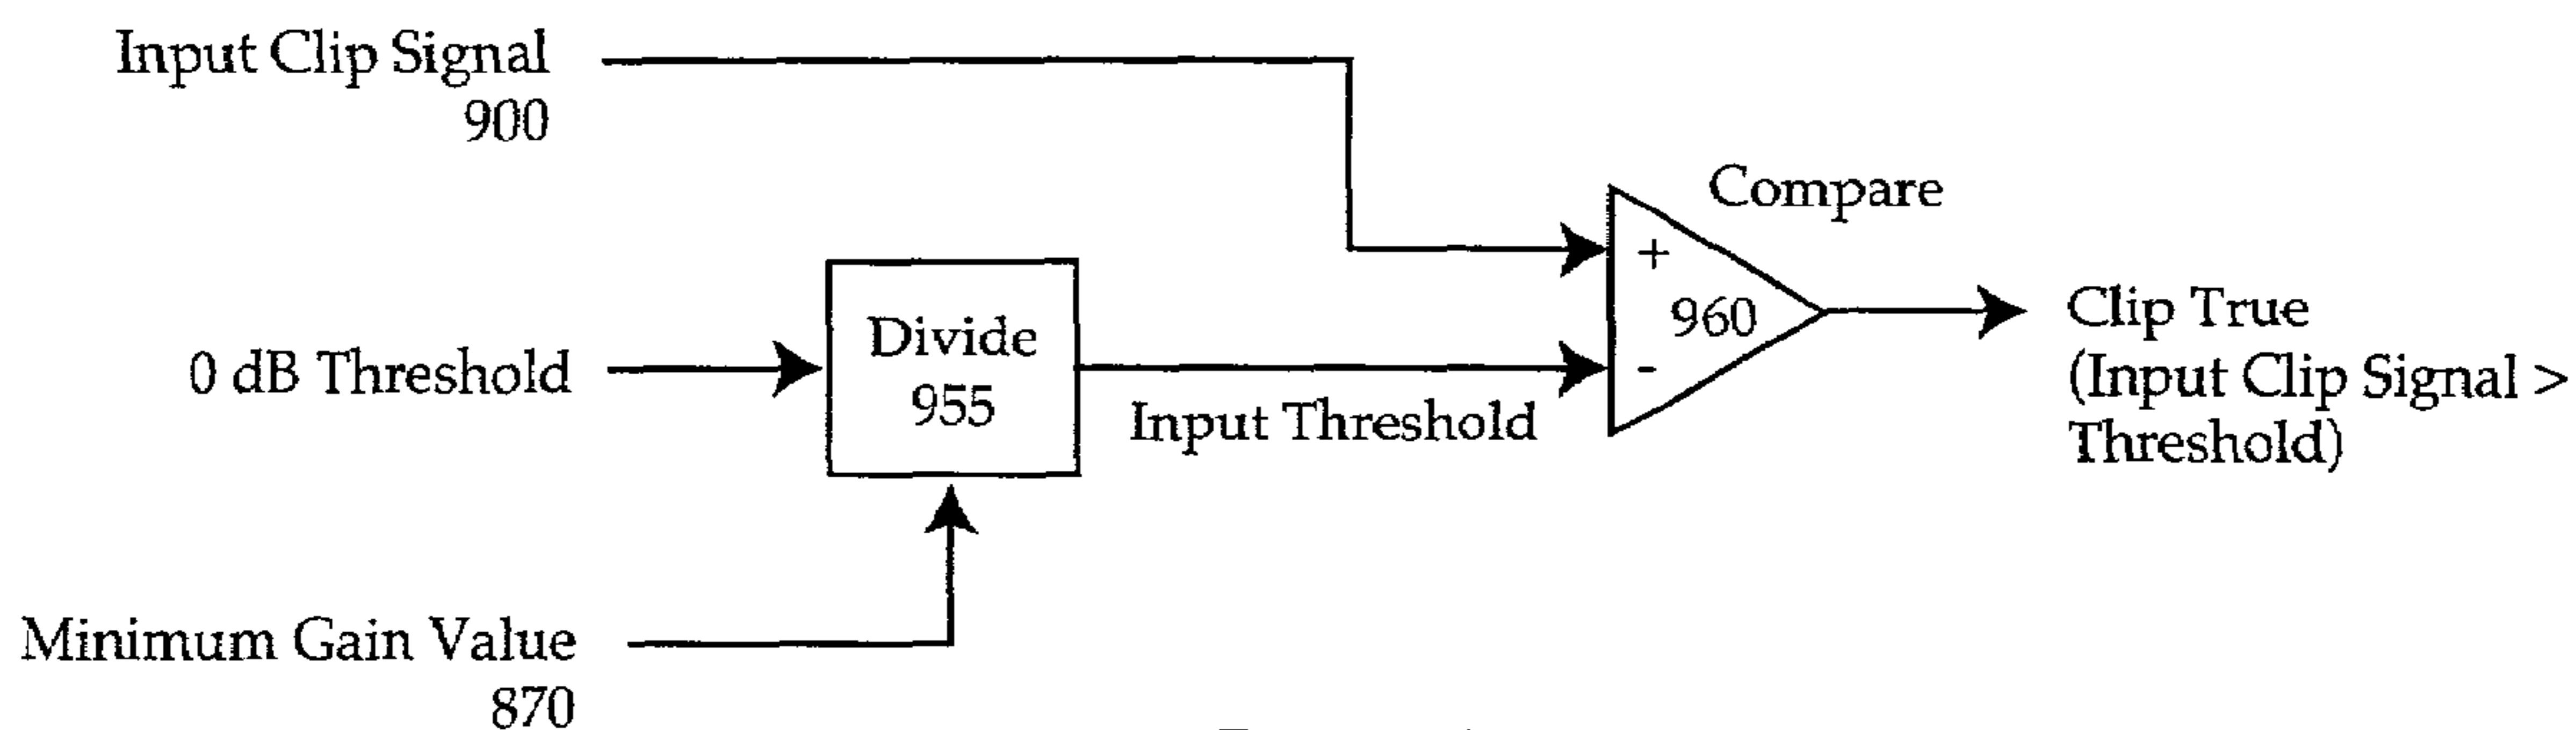 Input Clip Signal
900
Compare
+
960
-
Divide
955
0 dB Threshold
Input Threshold
Clip True
(Input Clip Signal >
Threshold)
Minimum Gain Value
870